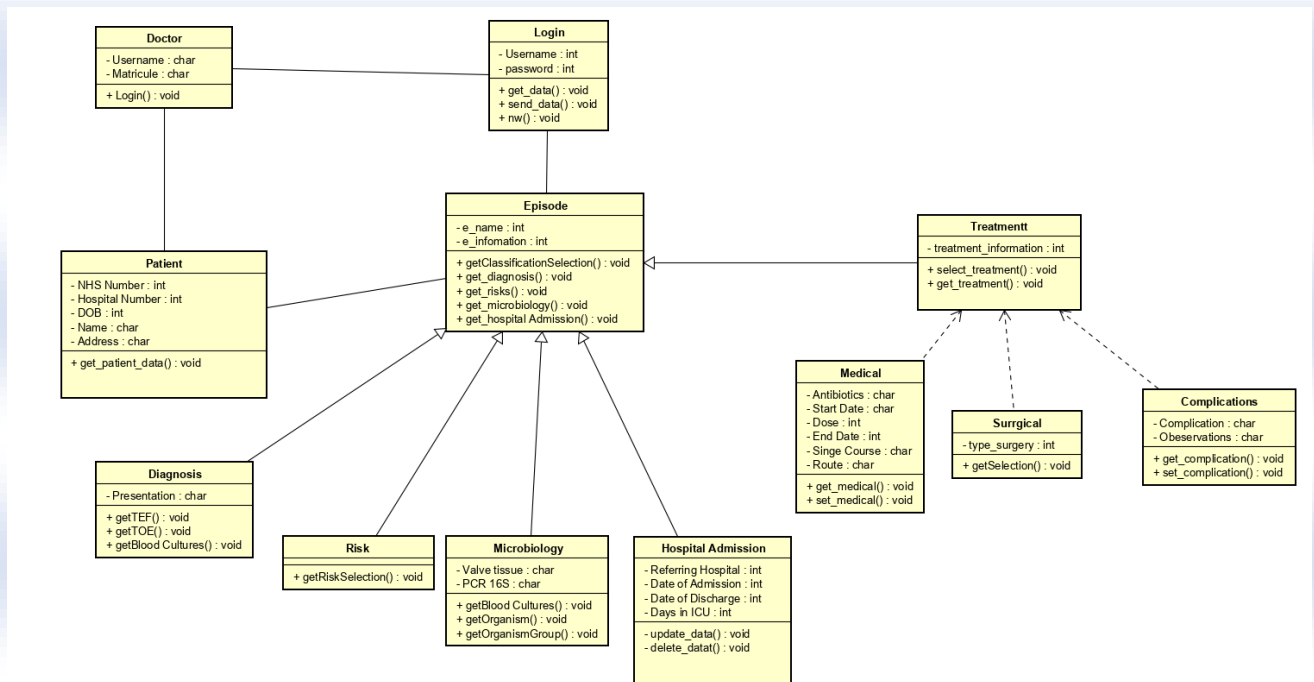 Doctor
- Username : char
- Matricule : char
+ Login() : void
Login
- Username : int
- password : int
+ get_data() : void
+ send_data() : void
+ nw() : void
Episode
- e_name : int
- e_infomation : int
+ getClassificationSelection() : void
+ get_diagnosis() : void
+ get_risks() : void
+ get_microbiology() : void
+ get_hospital Admission() : void
Treatmentt
- treatment_information : int
+ select_treatment() : void
+ get_treatment() : void
Patient
- NHS Number : int
- Hospital Number : int
- DOB : int
- Name : char
- Address : char
+ get_patient_data() : void
Medical
- Antibiotics : char
- Start Date : char
- Dose : int
- End Date : int
- Singe Course : char
- Route : char
+ get_medical() : void
+ set_medical() : void
Surrgical
- type_surgery : int
+ getSelection() : void
Complications
- Complication : char
- Obeservations : char
+ get_complication() : void
+ set_complication() : void
Diagnosis
- Presentation : char
+ getTEF() : void
+ getTOE() : void
+ getBlood Cultures() : void
Risk
+ getRiskSelection() : void
Microbiology
- Valve tissue : char
- PCR 16S : char
+ getBlood Cultures() : void
+ getOrganism() : void
+ getOrganismGroup() : void
Hospital Admission
- Referring Hospital : int
- Date of Admission : int
- Date of Discharge : int
- Days in ICU : int
- update_data() : void
- delete_datat() : void